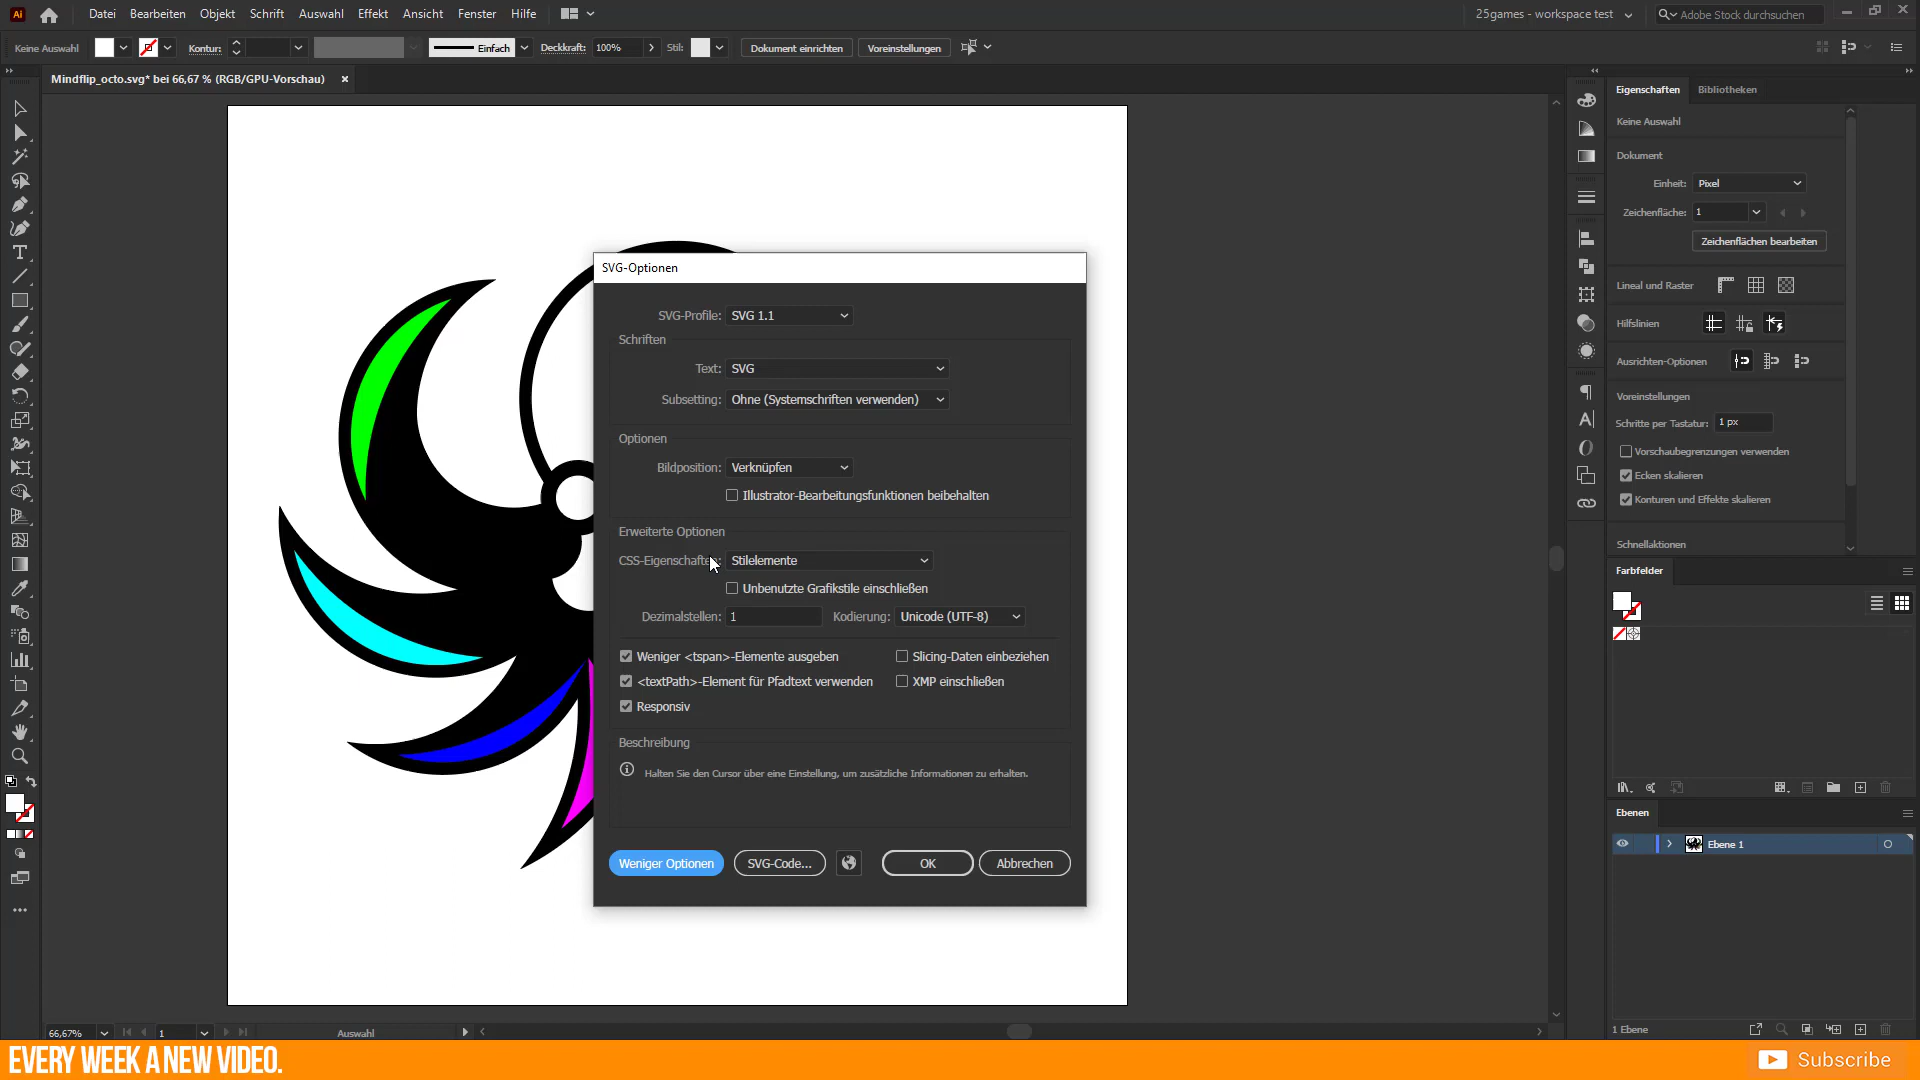 Ai Datei Bearbeiten Objekt Schrift Auswahl Effekt Ansicht Fenster Hilfe 25games - workspace test Adobe Stock durchsuchen
Keine Auswahl Kontur: Einfach Deckkraft: 100% Stil: Dokument einrichten Voreinstellungen
Mindflip_octo.svg* bei 66,67 % (RGB/GPU-Vorschau) ×
Eigenschaften Bibliotheken
Keine Auswahl
Dokument
Einheit: Pixel
Zeichenfläche: 1
Zeichenflächen bearbeiten
Lineal und Raster
Hilfslinien
Ausrichten-Optionen
Voreinstellungen
Schritte per Tastatur: 1 px
Vorschaubegrenzungen verwenden
Ecken skalieren
Konturen und Effekte skalieren
Schnellaktionen
Farbfelder
Ebenen
Ebene 1
1 Ebene
SVG-Optionen
SVG-Profile: SVG 1.1
Schriften
Text: SVG
Subsetting: Ohne (Systemschriften verwenden)
Optionen
Bildposition: Verknüpfen
Illustrator-Bearbeitungsfunktionen beibehalten
Erweiterte Optionen
CSS-Eigenschaften: Stilelemente
Unbenutzte Grafikstile einschließen
Dezimalstellen: 1 Kodierung: Unicode (UTF-8)
Weniger <tspan>-Elemente ausgeben Slicing-Daten einbeziehen
<textPath>-Element für Pfadtext verwenden XMP einschließen
Responsiv
Beschreibung
Halten Sie den Cursor über eine Einstellung, um zusätzliche Informationen zu erhalten.
Weniger Optionen SVG-Code... OK Abbrechen
66,67% 1 Auswahl
EVERY WEEK A NEW VIDEO.
Subscribe